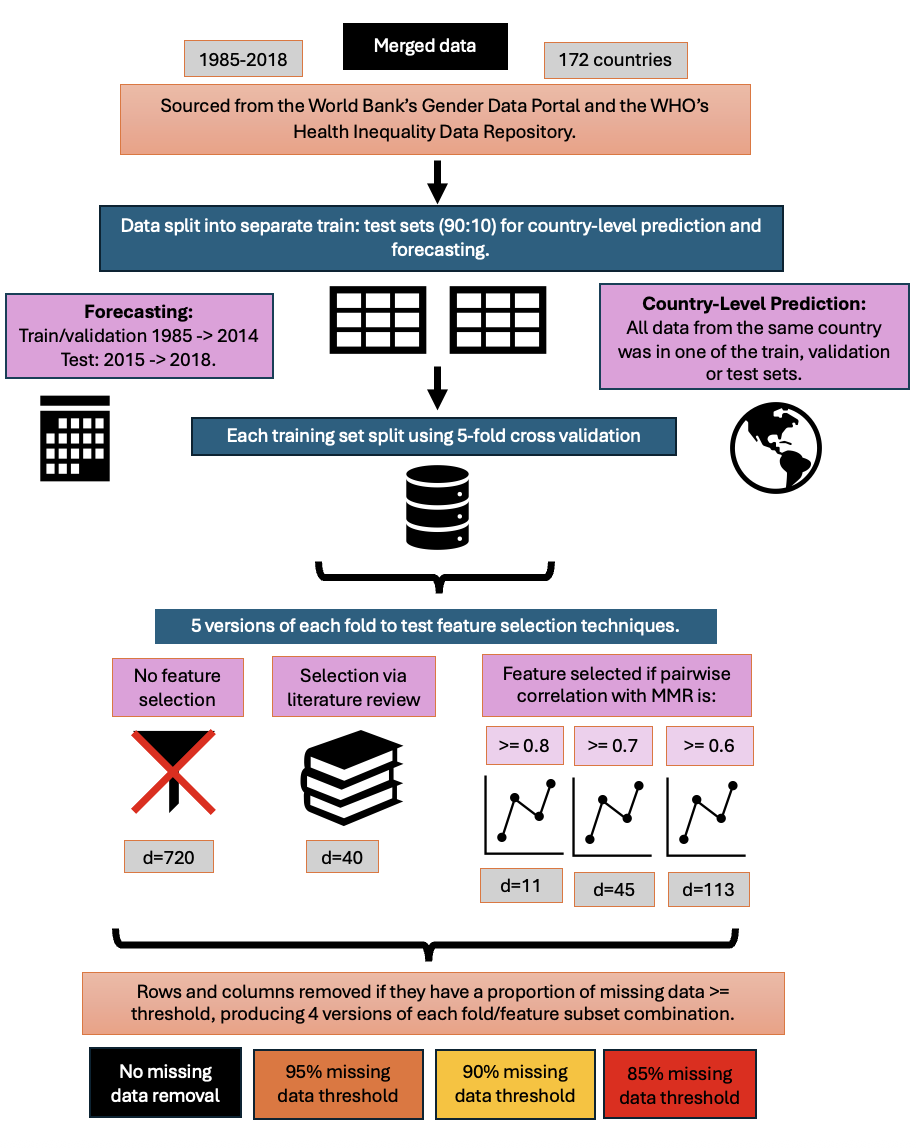 Merged data
1985-2018
172 countries
Sourced from the World Bank's Gender Data Portal and the WHO's
Health Inequality Data Repository.
Data split into separate train: test sets (90:10) for country-level prediction and
forecasting.
Forecasting:
Train/validation 1985 -> 2014
Test: 2015 -> 2018.
Country-Level Prediction:
All data from the same country
was in one of the train, validation
or test sets.
Each training set split using 5-fold cross validation
5 versions of each fold to test feature selection techniques.
No feature
selection
Selection via
literature review
Feature selected if pairwise
correlation with MMR is:
>= 0.8
>= 0.7
>= 0.6
d=720
d=40
d=11
d=45
d=113
Rows and columns removed if they have a proportion of missing data >=
threshold, producing 4 versions of each fold/feature subset combination.
No missing
data removal
95% missing
data threshold
90% missing
data threshold
85% missing
data threshold